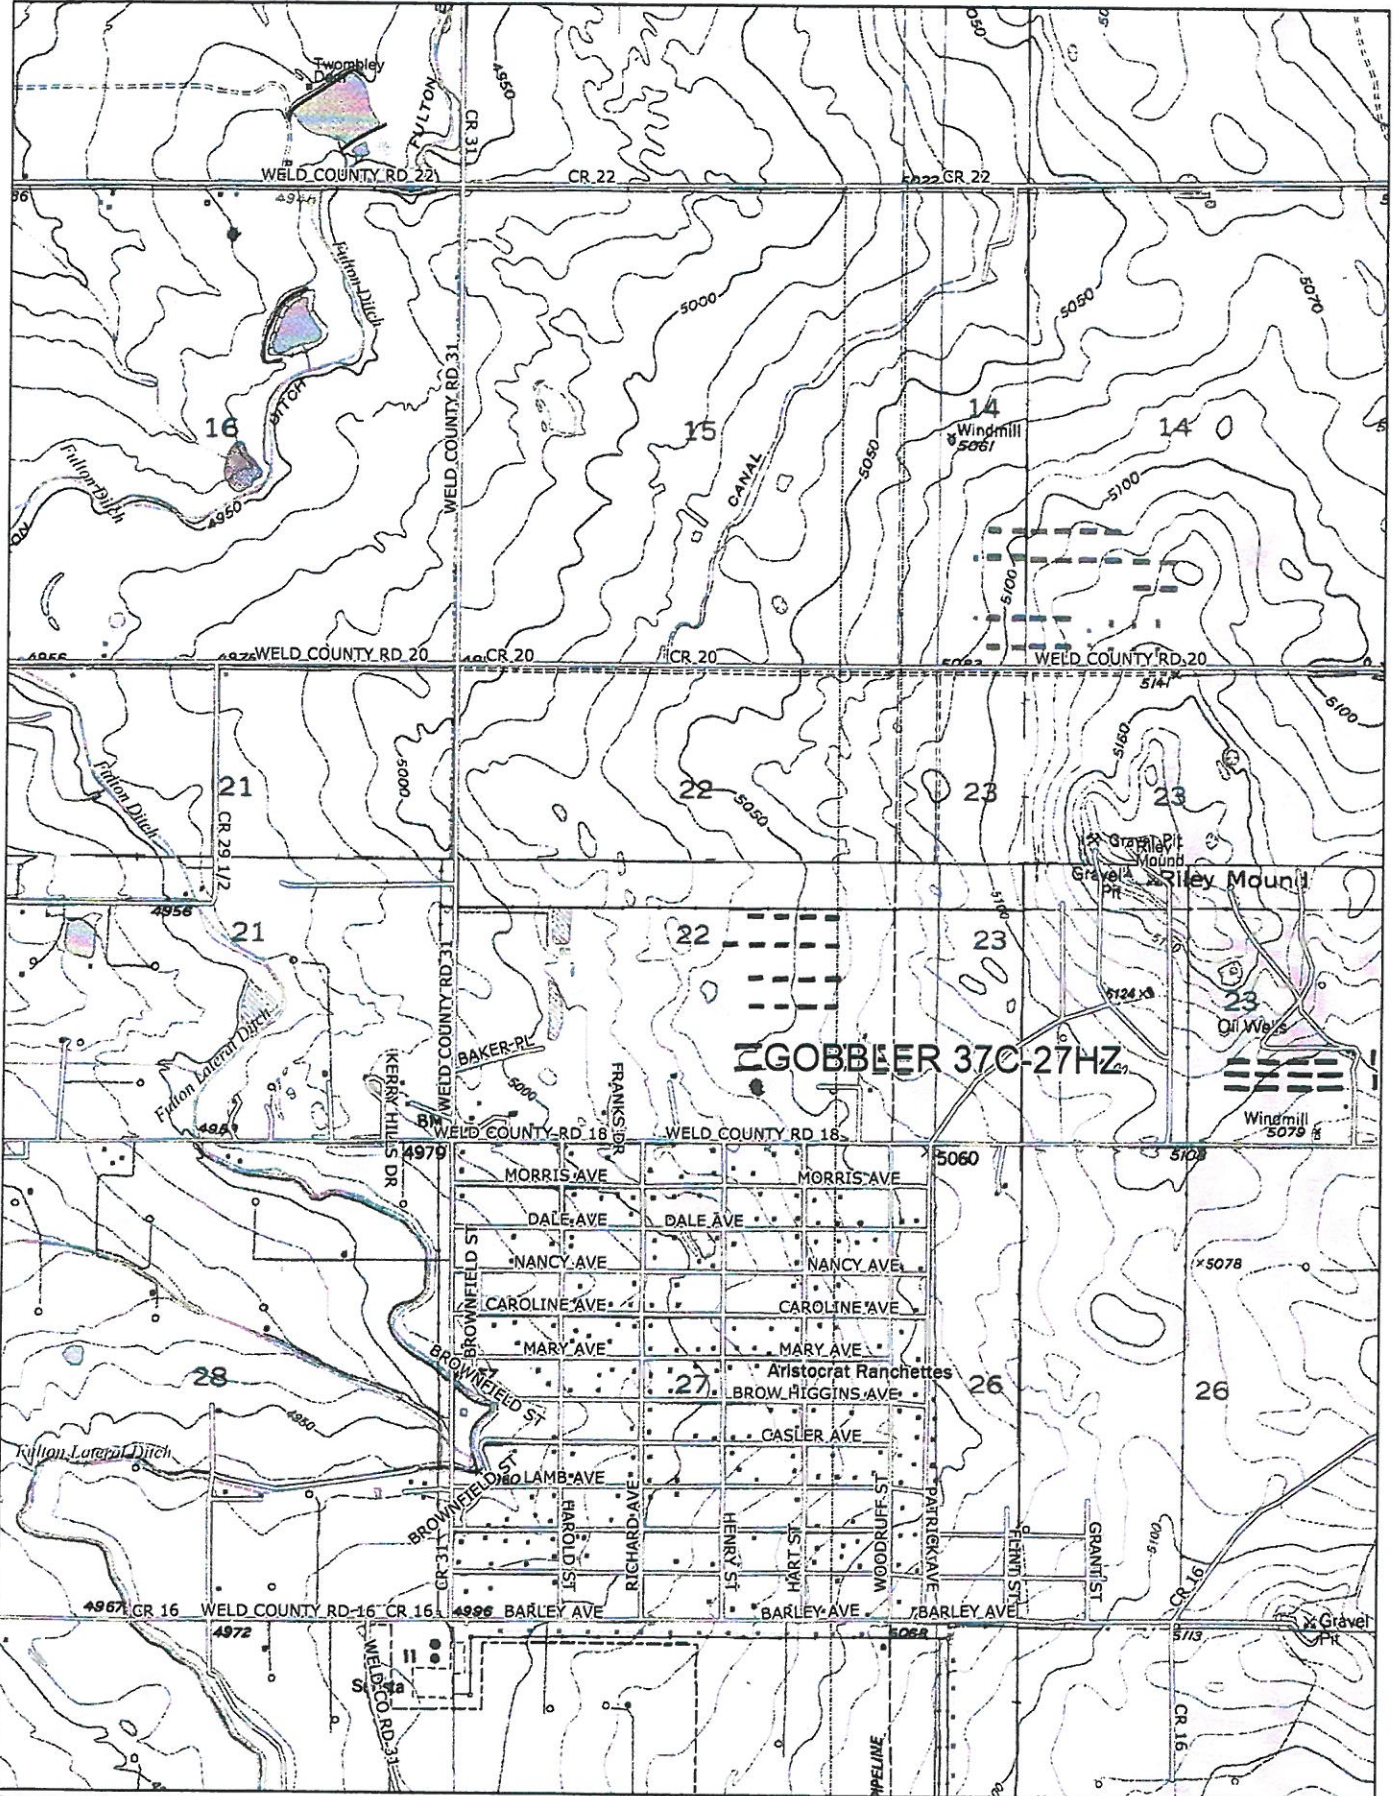 Twombley
FULTON
CR 31
4950
5050
50
WELD COUNTY RD 22
CR 22
5022 CR 22
Fulton Ditch
5000
5050
5070
WELD COUNTY RD 31
DITCH
16
15
14
Windmill
5061
14
CANAL
5050
5100
Fulton Ditch
4950
ON
5100
4956
WELD COUNTY RD 20
CR 20
CR 20
WELD COUNTY RD 20
5141
5100
5160
Fulton Ditch
21
5000
22
5050
23
23
CR 29 1/2
Gravel Pit
Riley
Mound
Gravel
Pit
Riley Mound
5100
4956
21
22
23
WELD COUNTY RD 31
5124
23
Oil Wells
Fulton Lateral Ditch
KERRY HILLS DR
BAKER PL
5000
FRANKS DR
GOBBLER 37C-27HZ
BM
WELD COUNTY RD 18
WELD COUNTY RD 18
Windmill
5079
4979
5060
5108
MORRIS AVE
MORRIS AVE
DALE AVE
DALE AVE
NANCY AVE
NANCY AVE
5078
BROWNFIELD ST
CAROLINE AVE
CAROLINE AVE
MARY AVE
MARY AVE
BROWNFIELD ST
Aristocrat Ranchettes
28
27
BROW HIGGINS AVE
26
26
4980
CASLER AVE
Fulton Lateral Ditch
LAMB AVE
BROWNFIELD ST
CR 31
HAROLD ST
RICHARD AVE
HENRY ST
HART ST
WOODRUFF ST
PATRICK AVE
FLINT ST
GRANT ST
5100
CR 16
4967
CR 16
WELD COUNTY RD 16
CR 16
4996
BARLEY AVE
BARLEY AVE
BARLEY AVE
Gravel
Pit
4972
5068
5113
WELD CO RD 31
PIPELINE
CR 16